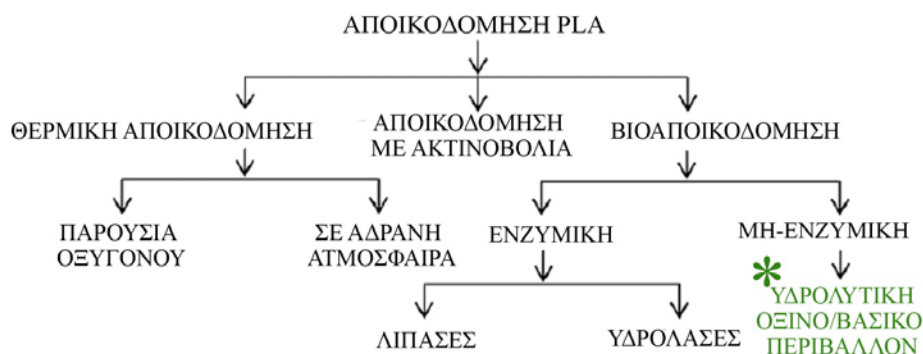 ΑΠΟΙΚΟΔΟΜΗΣΗ PLA
ΘΕΡΜΙΚΗ ΑΠΟΙΚΟΔΟΜΗΣΗ
ΑΠΟΙΚΟΔΟΜΗΣΗ
ΜΕ ΑΚΤΙΝΟΒΟΛΙΑ
ΒΙΟΑΠΟΙΚΟΔΟΜΗΣΗ
ΠΑΡΟΥΣΙΑ
ΟΞΥΓΟΝΟΥ
ΣΕ ΑΔΡΑΝΗ
ΑΤΜΟΣΦΑΙΡΑ
ΕΝΖΥΜΙΚΗ
ΜΗ-ΕΝΖΥΜΙΚΗ
ΛΙΠΑΣΕΣ
ΥΔΡΟΛΑΣΕΣ
* ΥΔΡΟΛΥΤΙΚΗ
ΟΞΙΝΟ/ΒΑΣΙΚΟ
ΠΕΡΙΒΑΛΛΟΝ